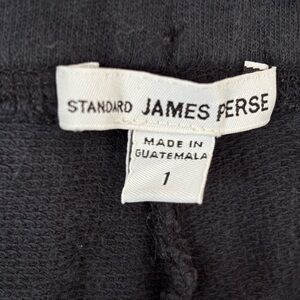 STANDARD JAMES PERSE
MADE IN
GUATEMALA
1